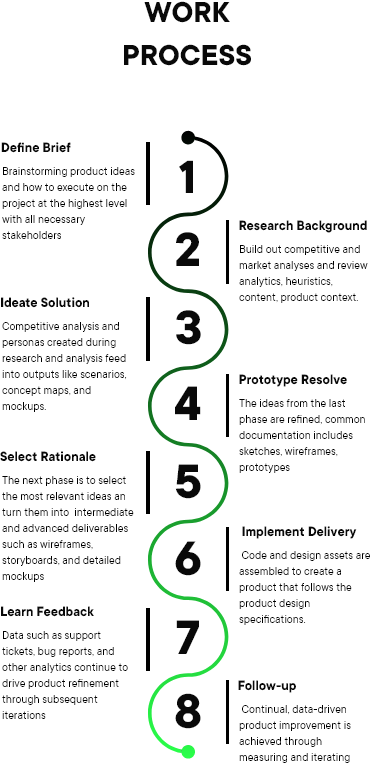 WORK
PROCESS
1
Define Brief
Brainstorming product ideas
and how to execute on the
project at the highest level
with all necessary
stakeholders
2
Research Background
Build out competitive and
market analyses and review
analytics, heuristics,
content, product context.
3
Ideate Solution
Competitive analysis and
personas created during
research and analysis feed
into outputs like scenarios,
concept maps, and
mockups.
4
Prototype Resolve
The ideas from the last
phase are refined, common
documentation includes
sketches, wireframes,
prototypes
5
Select Rationale
The next phase is to select
the most relevant ideas an
turn them into intermediate
and advanced deliverables
such as wireframes,
storyboards, and detailed
mockups
6
Implement Delivery
Code and design assets are
assembled to create a
product that follows the
product design
specifications.
7
Learn Feedback
Data such as support
tickets, bug reports, and
other analytics continue to
drive product refinement
through subsequent
iterations
8
Follow-up
Continual, data-driven
product improvement is
achieved through
measuring and iterating